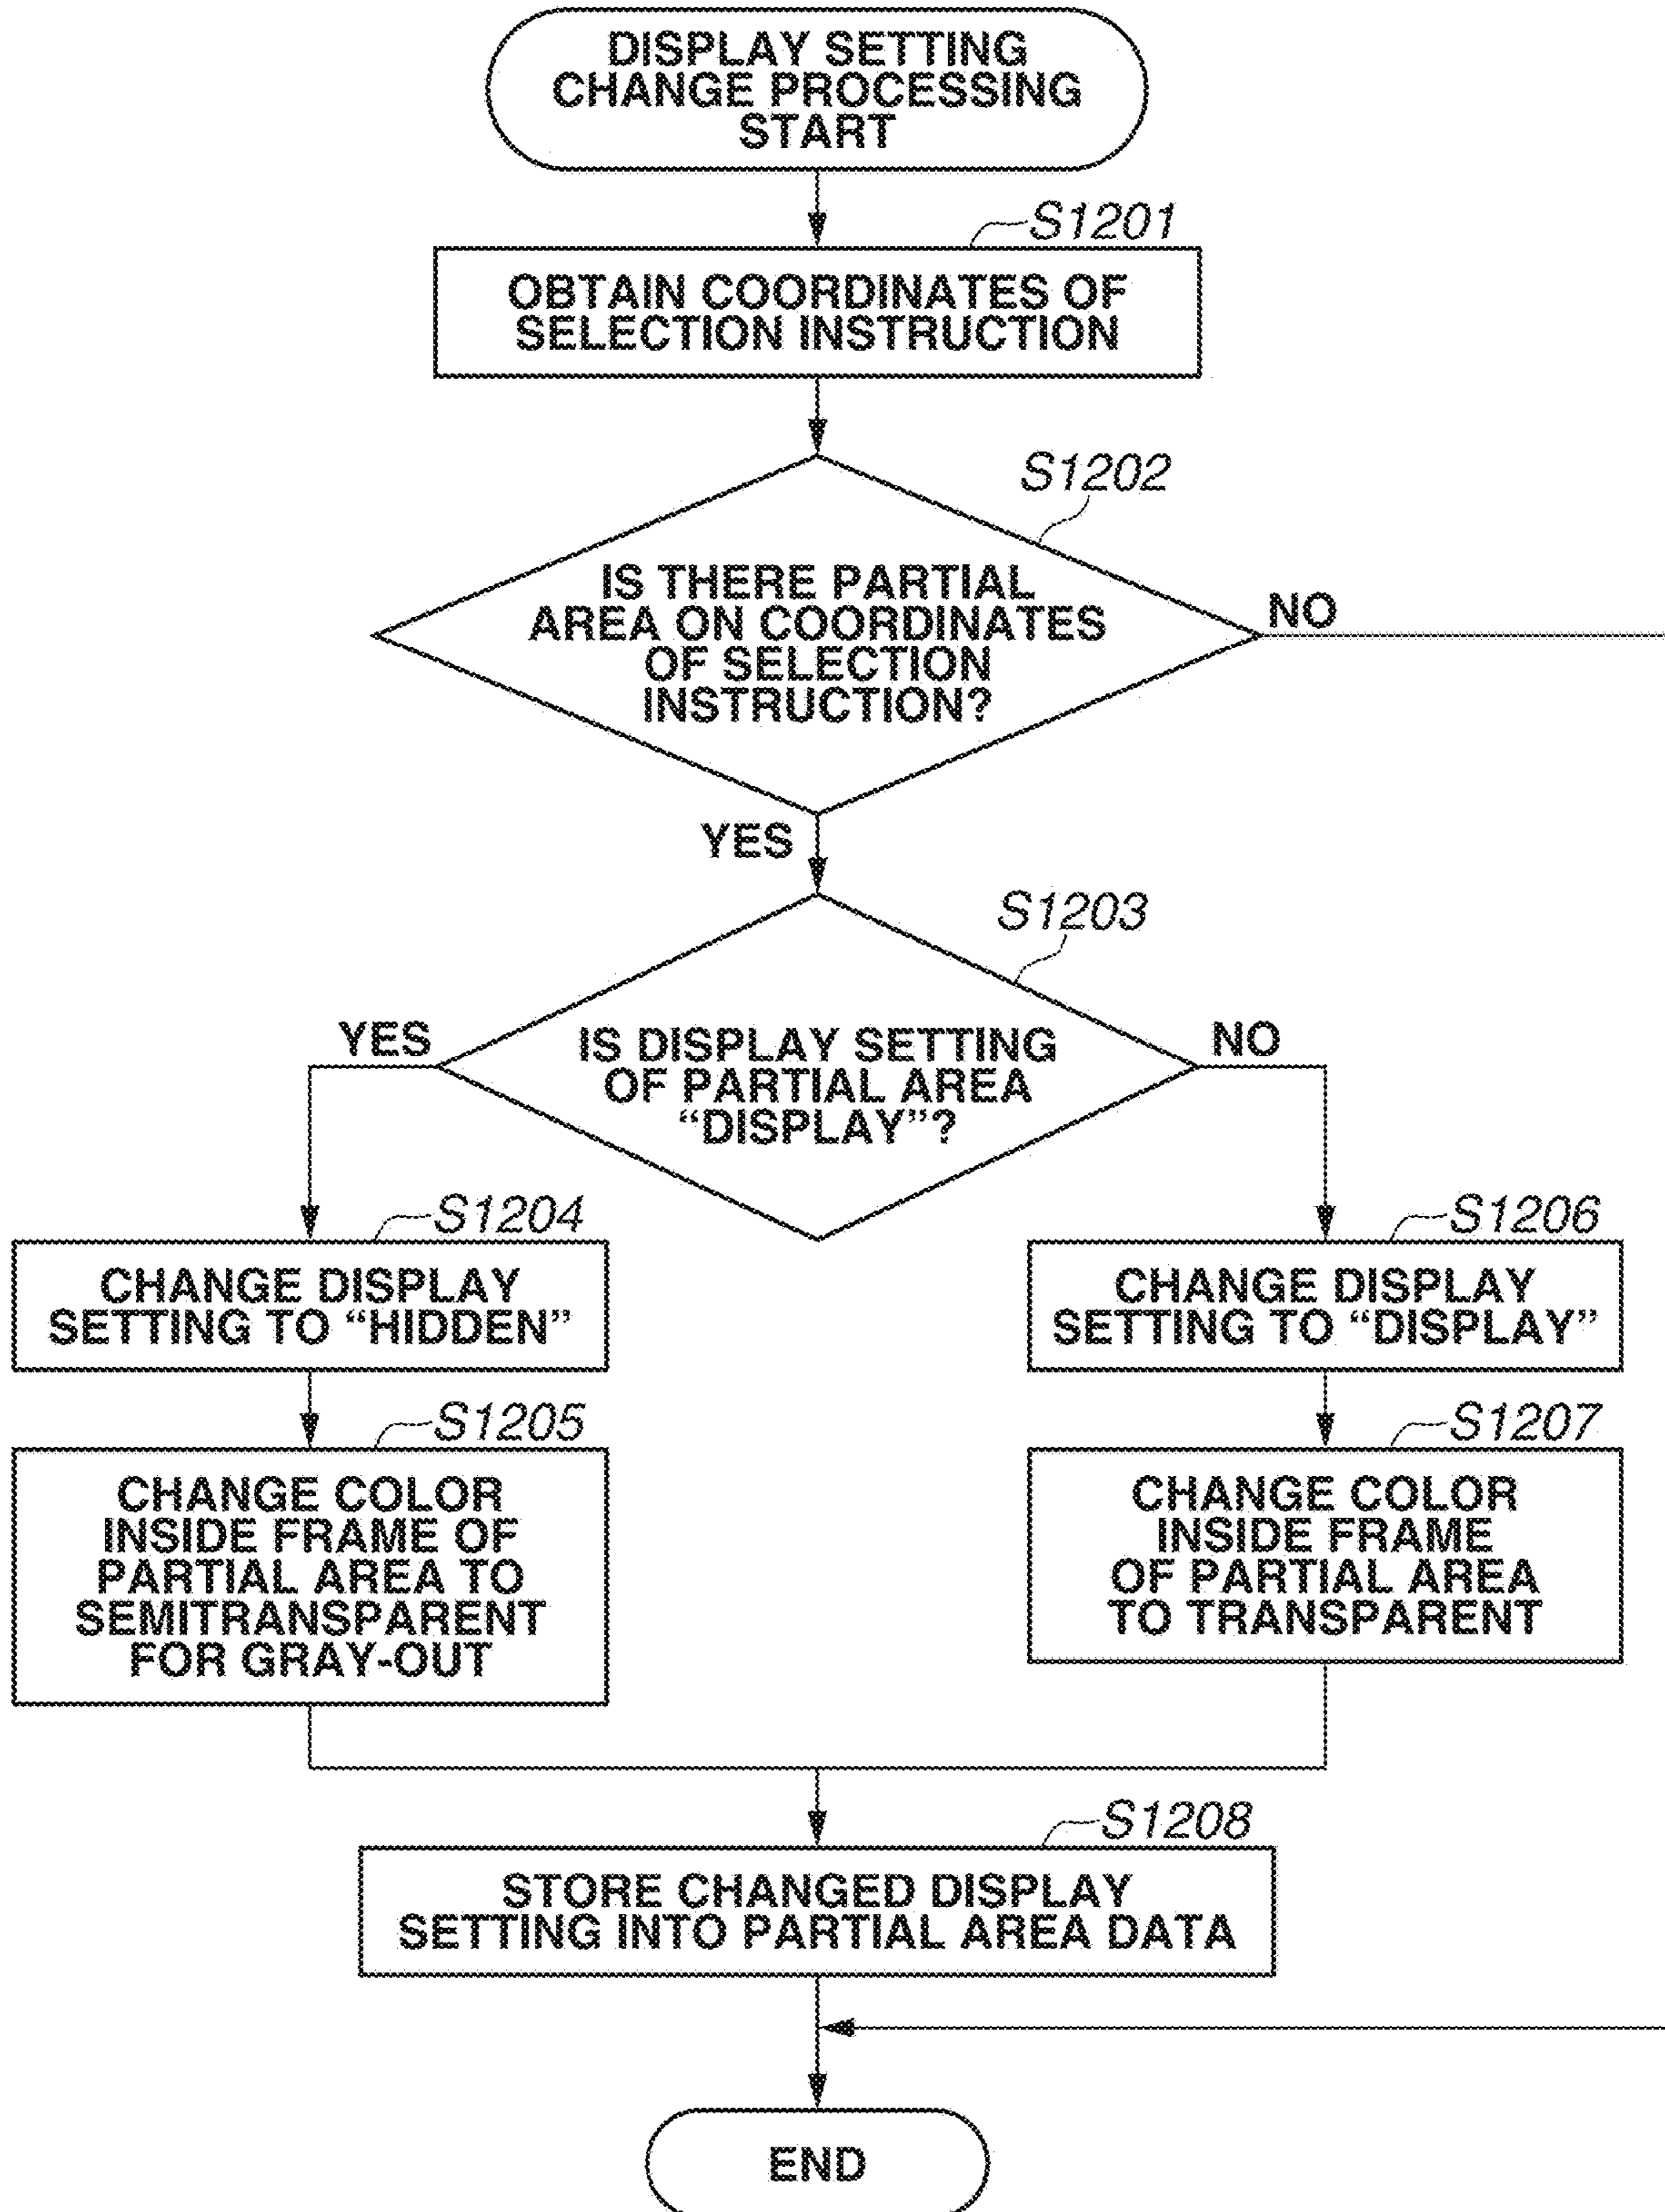 DISPLAY SETTING
CHANGE PROCESSING
START
S1201
OBTAIN COORDINATES OF
SELECTION INSTRUCTION
S1202
IS THERE PARTIAL
AREA ON COORDINATES
OF SELECTION
INSTRUCTION?
NO
YES
S1203
IS DISPLAY SETTING
OF PARTIAL AREA
“DISPLAY”?
YES
NO
S1204
CHANGE DISPLAY
SETTING TO “HIDDEN”
S1206
CHANGE DISPLAY
SETTING TO “DISPLAY”
S1205
CHANGE COLOR
INSIDE FRAME OF
PARTIAL AREA TO
SEMITRANSPARENT
FOR GRAY-OUT
S1207
CHANGE COLOR
INSIDE FRAME
OF PARTIAL AREA
TO TRANSPARENT
S1208
STORE CHANGED DISPLAY
SETTING INTO PARTIAL AREA DATA
END